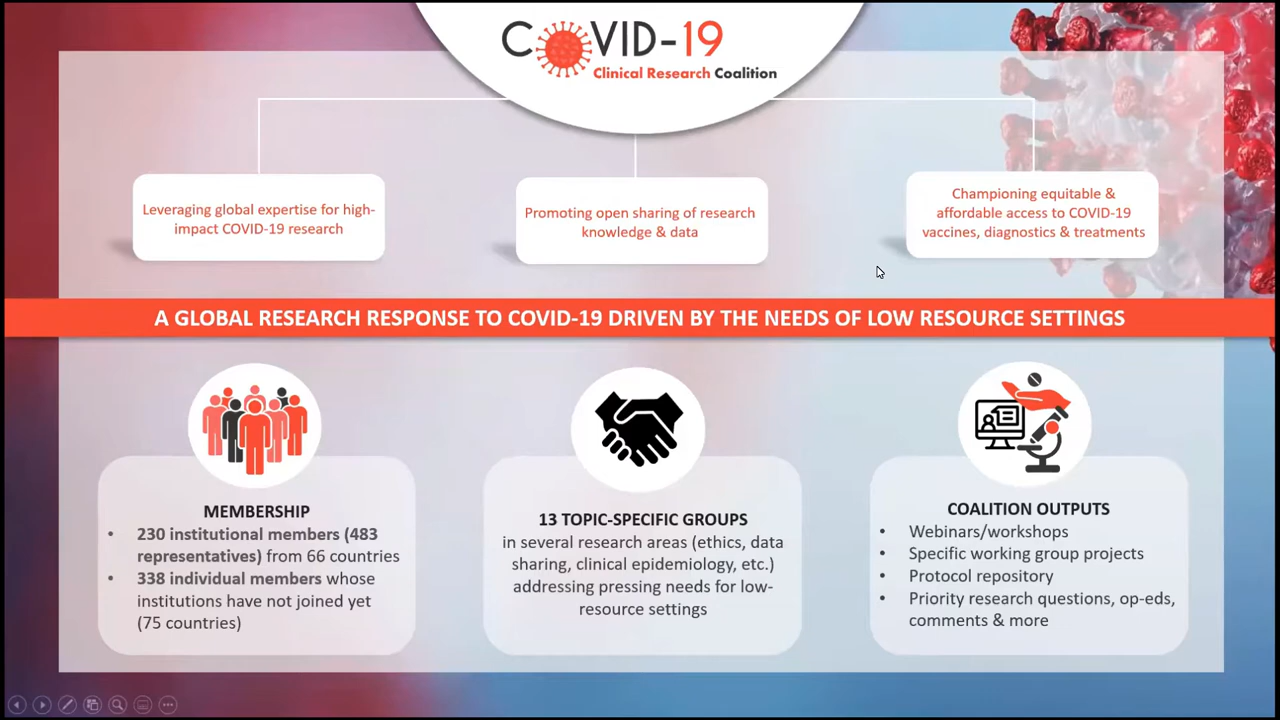 COVID-19
Clinical Research Coalition
Leveraging global expertise for high-
impact COVID-19 research
Promoting open sharing of research
knowledge & data
Championing equitable &
affordable access to COVID-19
vaccines, diagnostics & treatments
A GLOBAL RESEARCH RESPONSE TO COVID-19 DRIVEN BY THE NEEDS OF LOW RESOURCE SETTINGS
MEMBERSHIP
• 230 institutional members (483
representatives) from 66 countries
• 338 individual members whose
institutions have not joined yet
(75 countries)
13 TOPIC-SPECIFIC GROUPS
in several research areas (ethics, data
sharing, clinical epidemiology, etc.)
addressing pressing needs for low-
resource settings
COALITION OUTPUTS
• Webinars/workshops
• Specific working group projects
• Protocol repository
• Priority research questions, op-eds,
comments & more